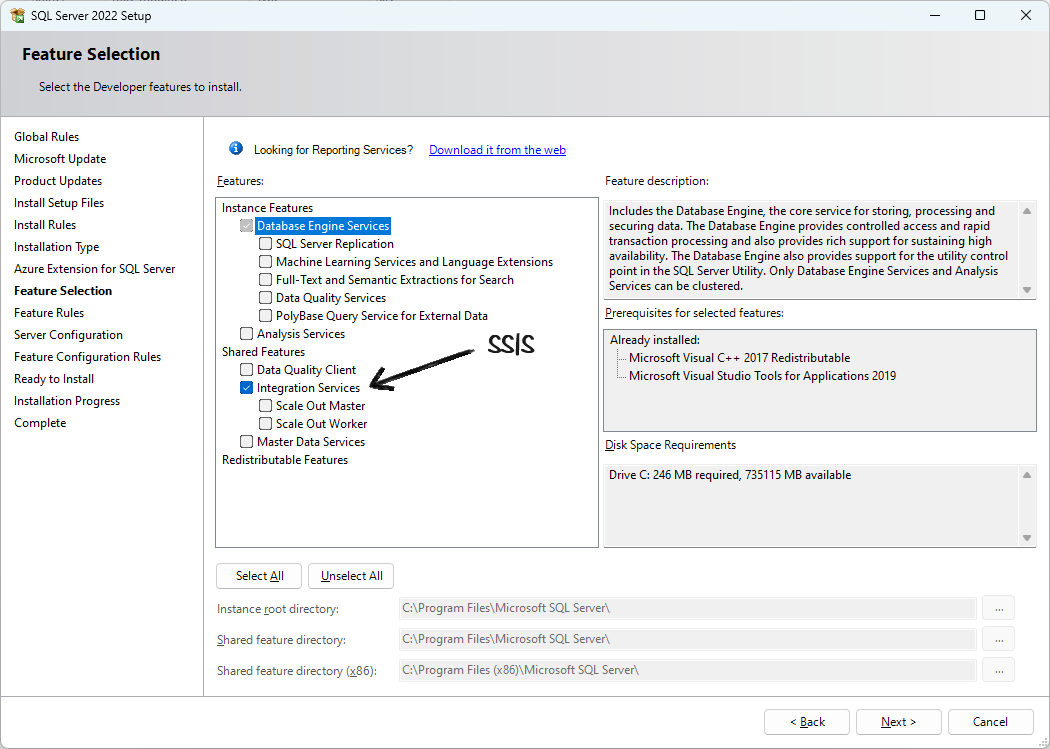 SQL Server 2022 Setup
Feature Selection
Select the Developer features to install.
Global Rules
Microsoft Update
Product Updates
Install Setup Files
Install Rules
Installation Type
Azure Extension for SQL Server
Feature Selection
Feature Rules
Server Configuration
Feature Configuration Rules
Ready to Install
Installation Progress
Complete
Looking for Reporting Services? Download it from the web
Features:
Instance Features
Database Engine Services
SQL Server Replication
Machine Learning Services and Language Extensions
Full-Text and Semantic Extractions for Search
Data Quality Services
PolyBase Query Service for External Data
Analysis Services
Shared Features
Data Quality Client
Integration Services
Scale Out Master
Scale Out Worker
Master Data Services
Redistributable Features
SSIS
Feature description:
Includes the Database Engine, the core service for storing, processing and
securing data. The Database Engine provides controlled access and rapid
transaction processing and also provides rich support for sustaining high
availability. The Database Engine also provides support for the utility control
point in the SQL Server Utility. Only Database Engine Services and Analysis
Services can be clustered.
Prerequisites for selected features:
Already installed:
Microsoft Visual C++ 2017 Redistributable
Microsoft Visual Studio Tools for Applications 2019
Disk Space Requirements
Drive C: 246 MB required, 735115 MB available
Select All
Unselect All
Instance root directory: C:\Program Files\Microsoft SQL Server\ ...
Shared feature directory: C:\Program Files\Microsoft SQL Server\ ...
Shared feature directory (x86): C:\Program Files (x86)\Microsoft SQL Server\ ...
< Back
Next >
Cancel